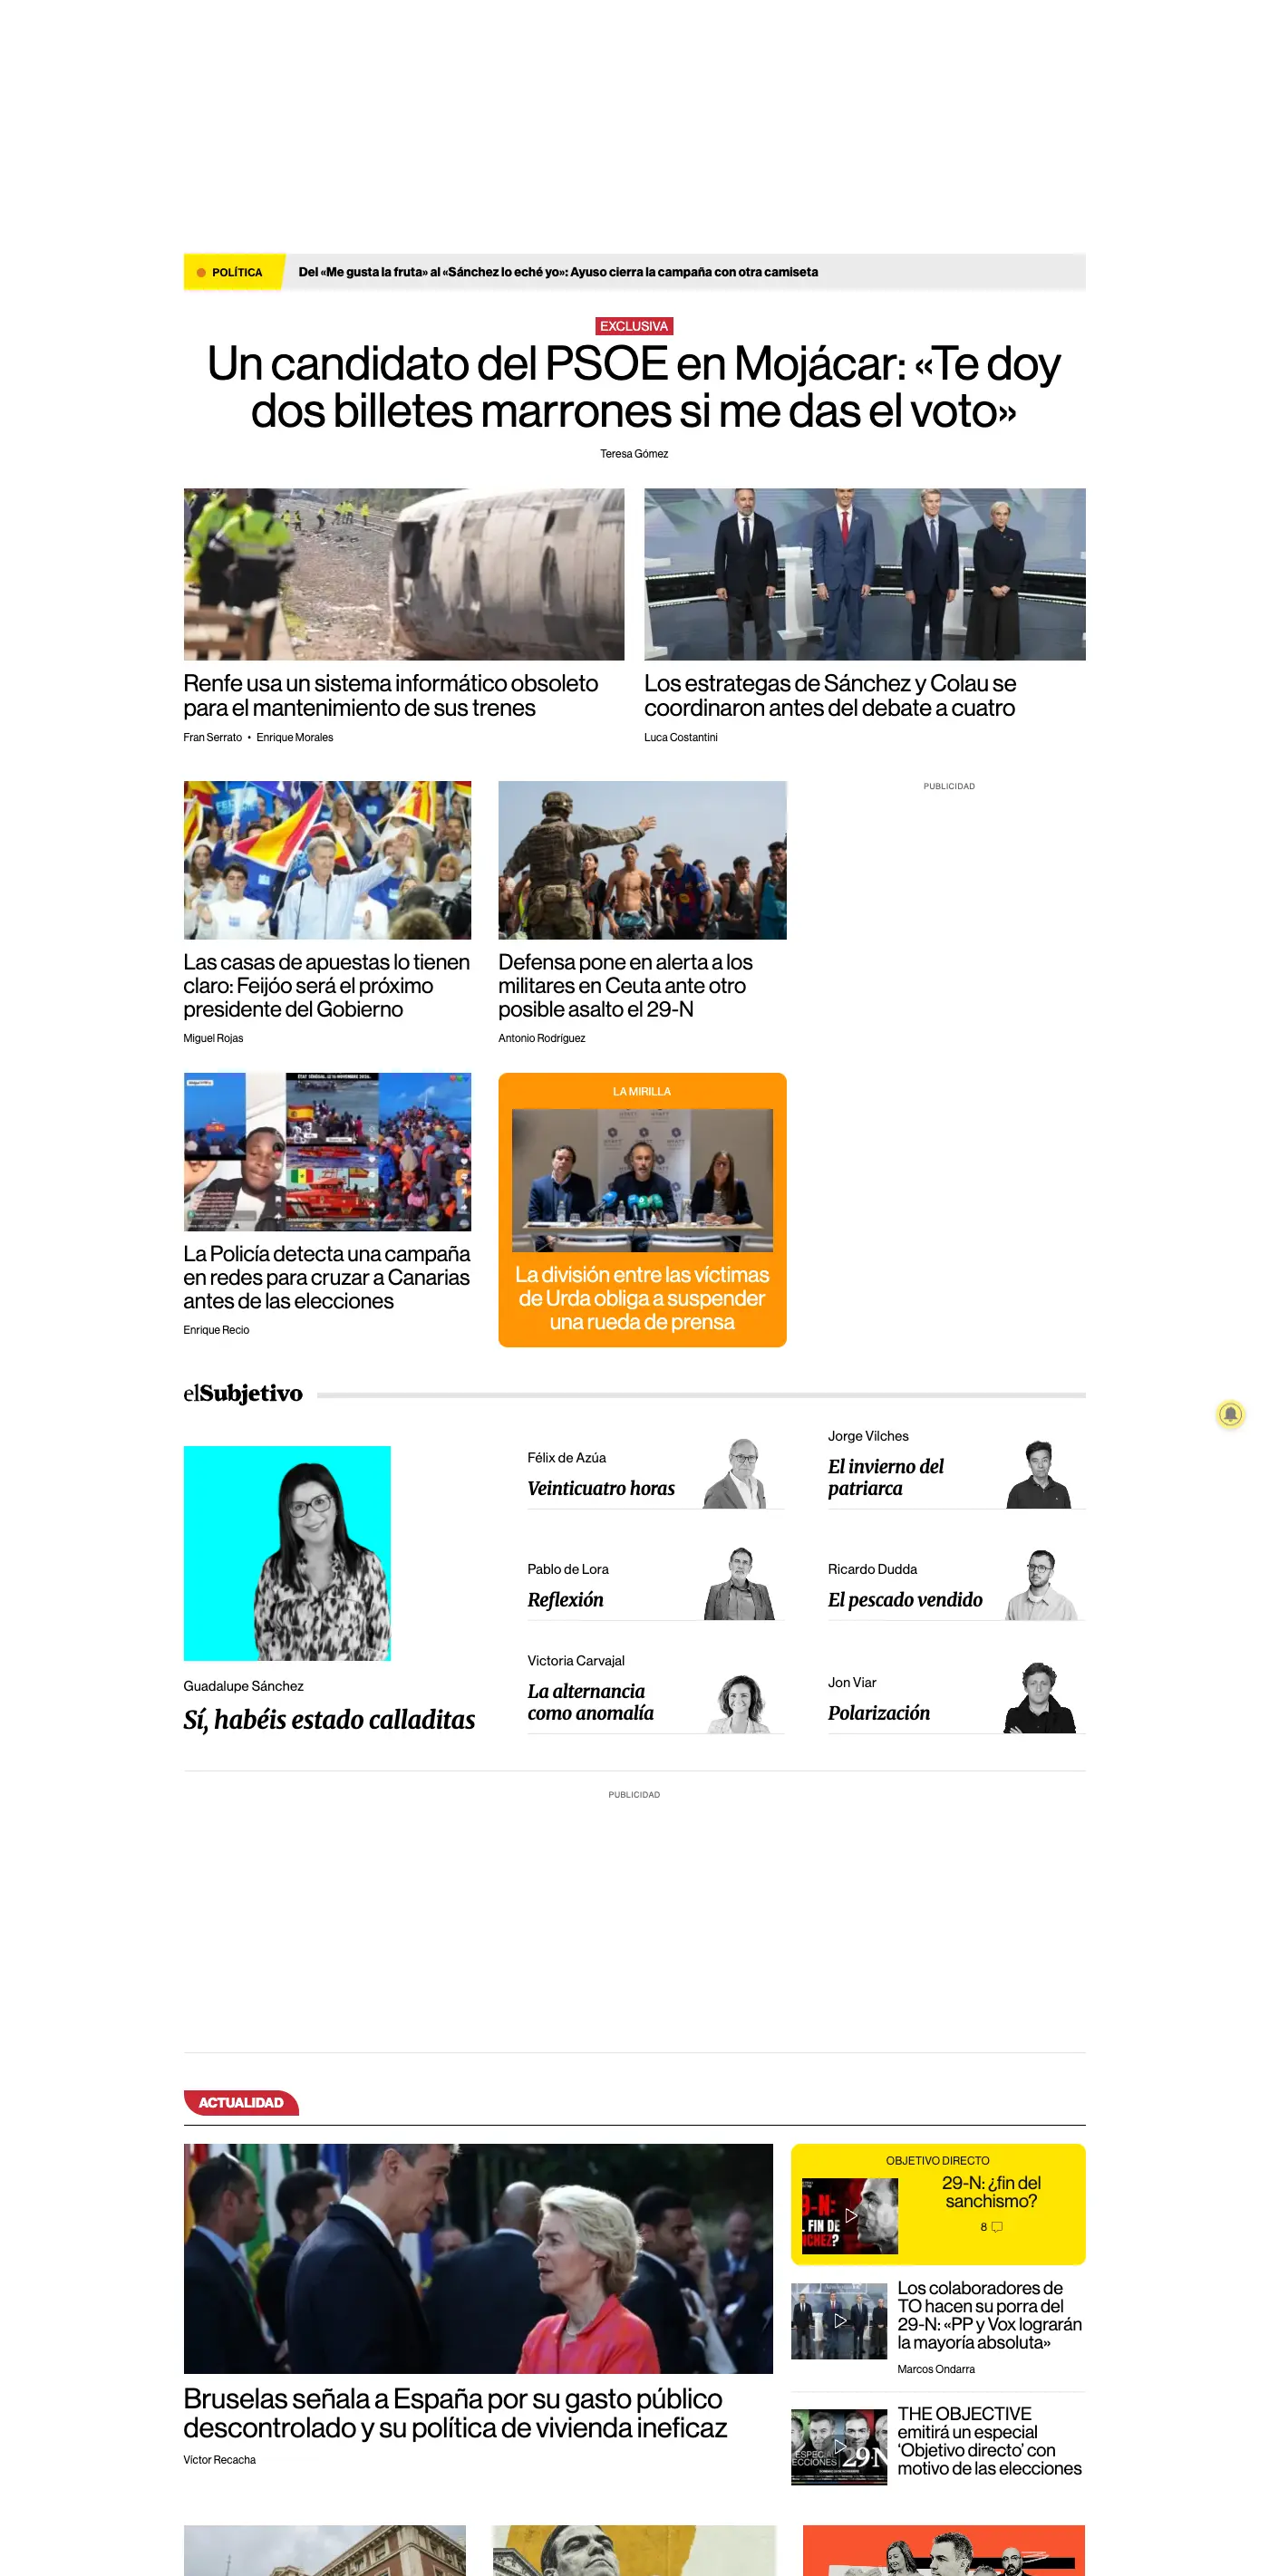 POLÍTICA
Del «Me gusta la fruta» al «Sánchez lo eché yo»: Ayuso cierra la campaña con otra camiseta
EXCLUSIVA
Un candidato del PSOE en Mojácar: «Te doy
dos billetes marrones si me das el voto»
Teresa Gómez
Renfe usa un sistema informático obsoleto
para el mantenimiento de sus trenes
Fran Serrato • Enrique Morales
Los estrategas de Sánchez y Colau se
coordinaron antes del debate a cuatro
Luca Costantini
Las casas de apuestas lo tienen
claro: Feijóo será el próximo
presidente del Gobierno
Miguel Rojas
Defensa pone en alerta a los
militares en Ceuta ante otro
posible asalto el 29-N
Antonio Rodríguez
PUBLICIDAD
La Policía detecta una campaña
en redes para cruzar a Canarias
antes de las elecciones
Enrique Recio
LA MIRILLA
La división entre las víctimas
de Urda obliga a suspender
una rueda de prensa
elSubjetivo
Guadalupe Sánchez
Sí, habéis estado calladitas
Félix de Azúa
Veinticuatro horas
Jorge Vilches
El invierno del
patriarca
Pablo de Lora
Reflexión
Ricardo Dudda
El pescado vendido
Victoria Carvajal
La alternancia
como anomalía
Jon Viar
Polarización
PUBLICIDAD
ACTUALIDAD
Bruselas señala a España por su gasto público
descontrolado y su política de vivienda ineficaz
Víctor Recacha
OBJETIVO DIRECTO
29-N: ¿fin del
sanchismo?
8
Los colaboradores de
TO hacen su porra del
29-N: «PP y Vox lograrán
la mayoría absoluta»
Marcos Ondarra
THE OBJECTIVE
emitirá un especial
‘Objetivo directo’ con
motivo de las elecciones
29-N